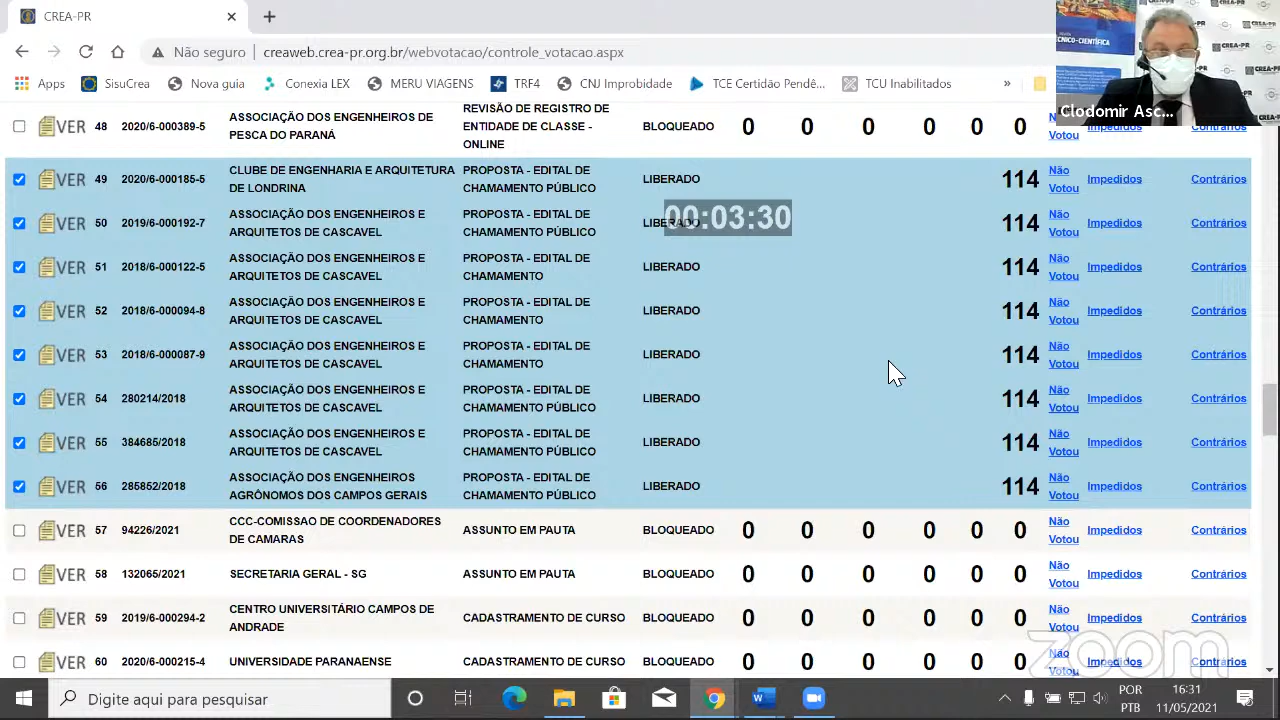 CREA-PR
Não seguro
Apps
SisuCrea
Nova guia
TCE Certidão
TCU Inabilitados
»
TÉCNICO-CIENTÍFICA
CREA-PR
Clodomir Asc...
48 2020/6-000389-5 ASSOCIAÇÃO DOS ENGENHEIROS DE PESCA DO PARANÁ REVISÃO DE REGISTRO DE ENTIDADE DE CLASSE - ONLINE BLOQUEADO 0 0 0 0 0 0 Votou Impedidos Contrários
VER 49 2020/6-000185-5 CLUBE DE ENGENHARIA E ARQUITETURA DE LONDRINA PROPOSTA - EDITAL DE CHAMAMENTO PÚBLICO LIBERADO 114 Não Votou Impedidos Contrários
00:03:30
VER 50 2019/6-000192-7 ASSOCIAÇÃO DOS ENGENHEIROS E ARQUITETOS DE CASCAVEL PROPOSTA - EDITAL DE CHAMAMENTO PÚBLICO LIBERADO 114 Não Votou Impedidos Contrários
VER 51 2018/6-000122-5 ASSOCIAÇÃO DOS ENGENHEIROS E ARQUITETOS DE CASCAVEL PROPOSTA - EDITAL DE CHAMAMENTO LIBERADO 114 Não Votou Impedidos Contrários
VER 52 2018/6-000094-8 ASSOCIAÇÃO DOS ENGENHEIROS E ARQUITETOS DE CASCAVEL PROPOSTA - EDITAL DE CHAMAMENTO LIBERADO 114 Não Votou Impedidos Contrários
VER 53 2018/6-000087-9 ASSOCIAÇÃO DOS ENGENHEIROS E ARQUITETOS DE CASCAVEL PROPOSTA - EDITAL DE CHAMAMENTO LIBERADO 114 Não Votou Impedidos Contrários
VER 54 280214/2018 ASSOCIAÇÃO DOS ENGENHEIROS E ARQUITETOS DE CASCAVEL PROPOSTA - EDITAL DE CHAMAMENTO PÚBLICO LIBERADO 114 Não Votou Impedidos Contrários
VER 55 384685/2018 ASSOCIAÇÃO DOS ENGENHEIROS E ARQUITETOS DE CASCAVEL PROPOSTA - EDITAL DE CHAMAMENTO PÚBLICO LIBERADO 114 Não Votou Impedidos Contrários
VER 56 285852/2018 ASSOCIAÇÃO DOS ENGENHEIROS AGRÔNOMOS DOS CAMPOS GERAIS PROPOSTA - EDITAL DE CHAMAMENTO PÚBLICO LIBERADO 114 Não Votou Impedidos Contrários
VER 57 94226/2021 CCC-COMISSAO DE COORDENADORES DE CAMARAS ASSUNTO EM PAUTA BLOQUEADO 0 0 0 0 0 0 Não Votou Impedidos Contrários
VER 58 132065/2021 SECRETARIA GERAL - SG ASSUNTO EM PAUTA BLOQUEADO 0 0 0 0 0 0 Não Votou Impedidos Contrários
VER 59 2019/6-000294-2 CENTRO UNIVERSITÁRIO CAMPOS DE ANDRADE CADASTRAMENTO DE CURSO BLOQUEADO 0 0 0 0 0 0 Não Votou Impedidos Contrários
VER 60 2020/6-000215-4 UNIVERSIDADE PARANAENSE CADASTRAMENTO DE CURSO BLOQUEADO 0 0 0 0 0 0 Não Votou Impedidos Contrários
zoom
Digite aqui para pesquisar
POR
PTB
16:31
11/05/2021